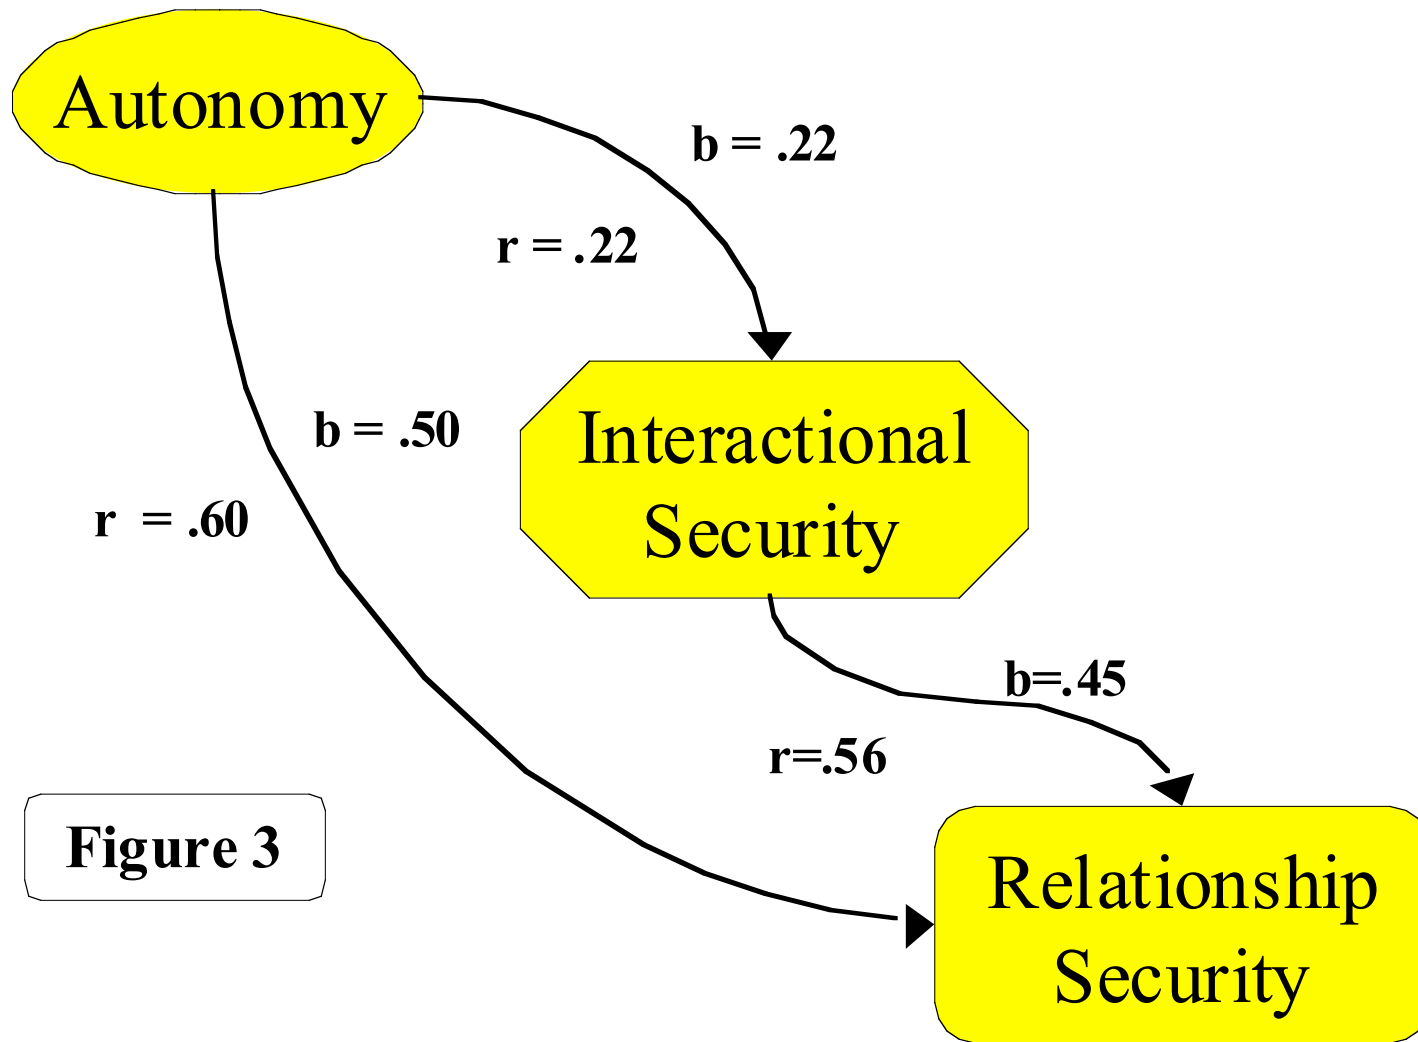 Autonomy
b = .22
r = .22
Interactional
Security
b = .50
r = .60
b=.45
r=.56
Figure 3
Relationship
Security